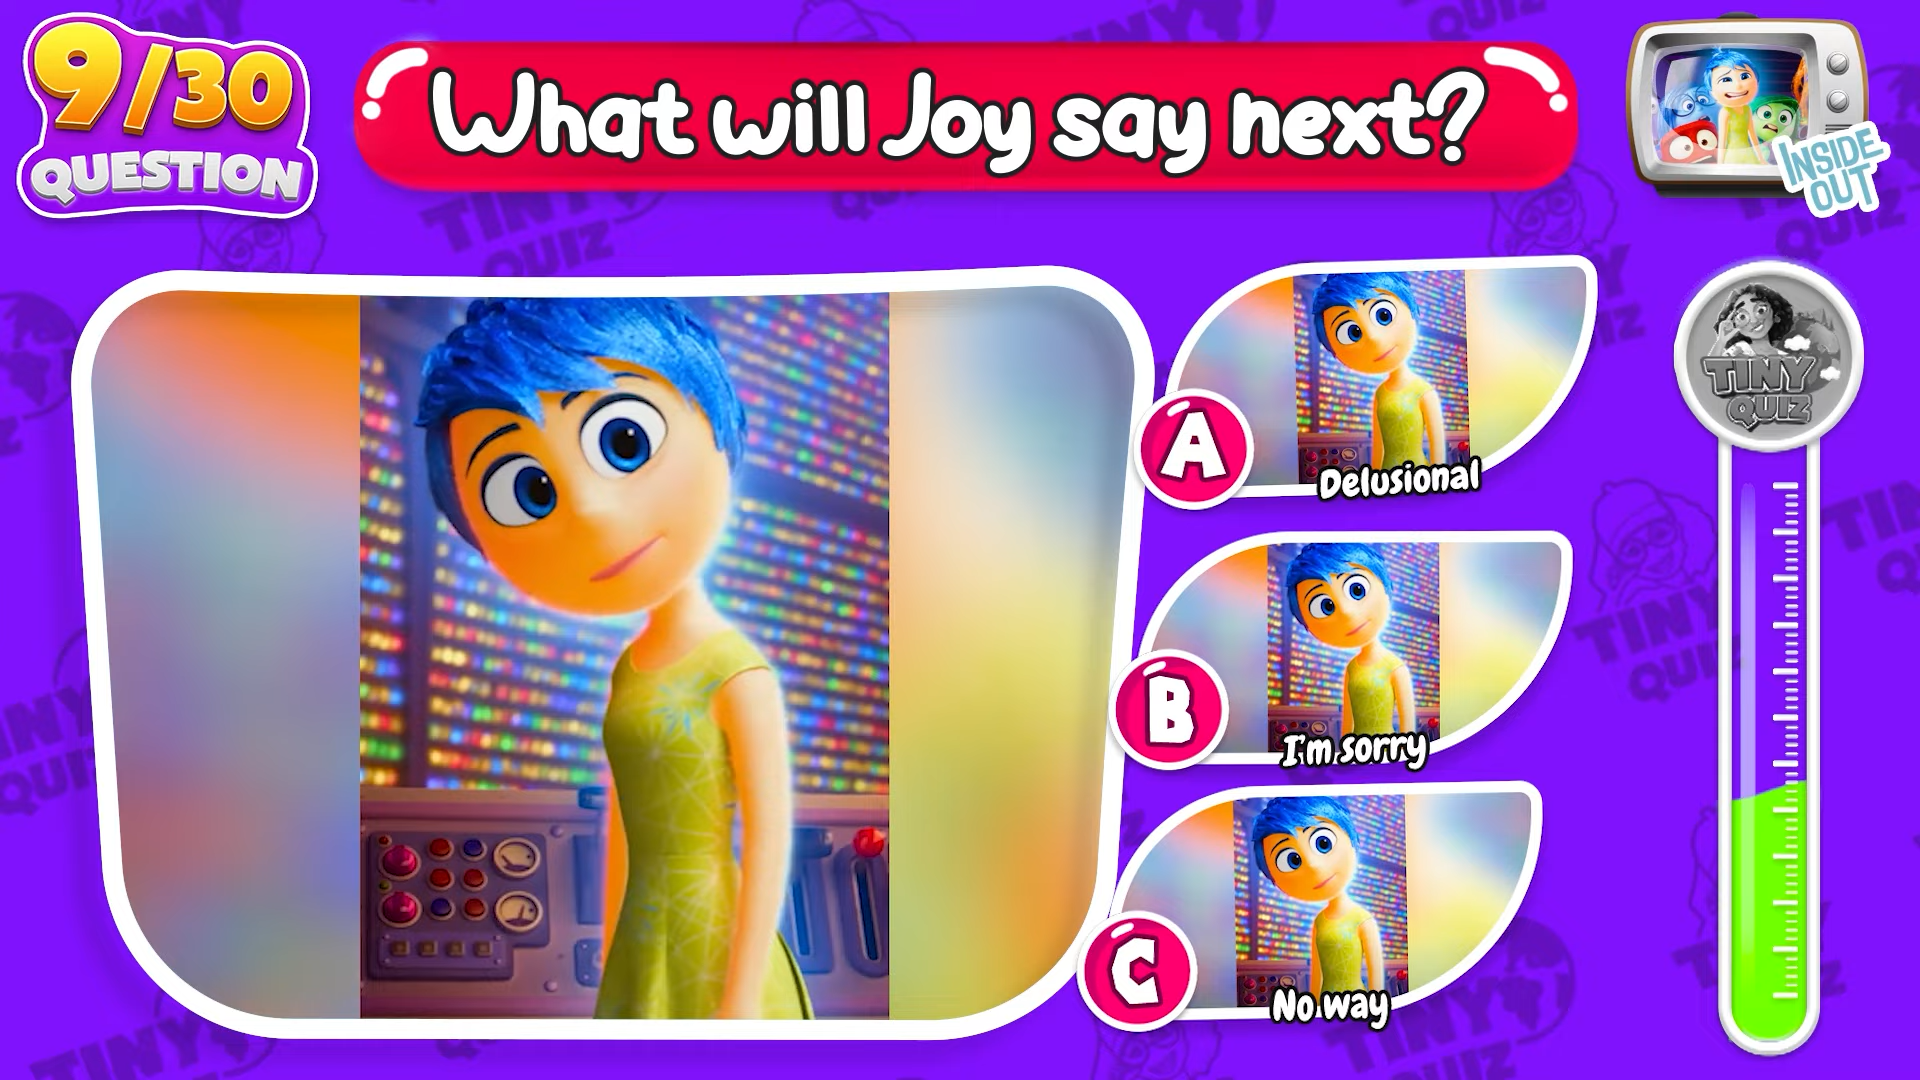 9/30
QUESTION
What will Joy say next?
INSIDE
OUT
A
Delusional
B
I'm sorry
C
No way
TINY
QUIZ